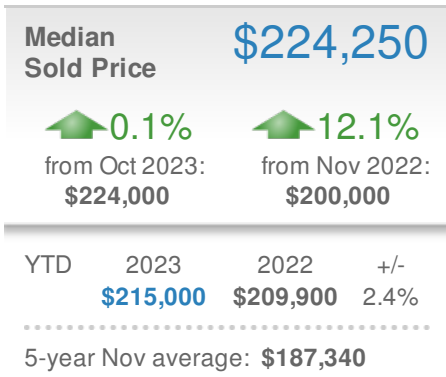 Median $224,250
Sold Price
0.1% 12.1%
from Oct 2023: from Nov 2022:
$224,000 $200,000
YTD 2023 2022 +/-
$215,000 $209,900 2.4%
5-year Nov average: $187,340